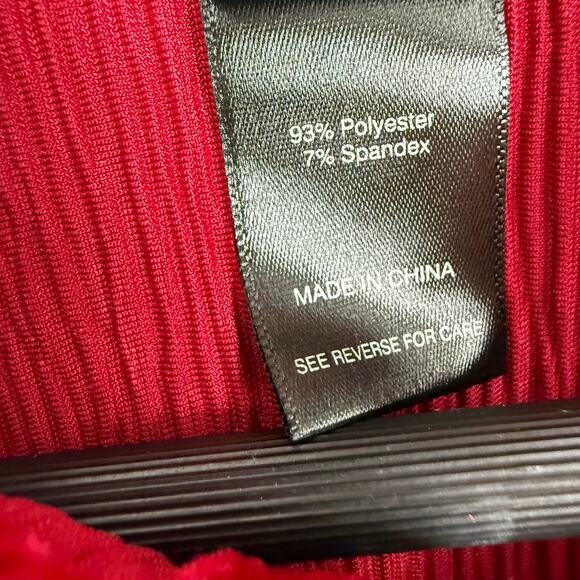 93% Polyester
7% Spandex
MADE IN CHINA
SEE REVERSE FOR CARE